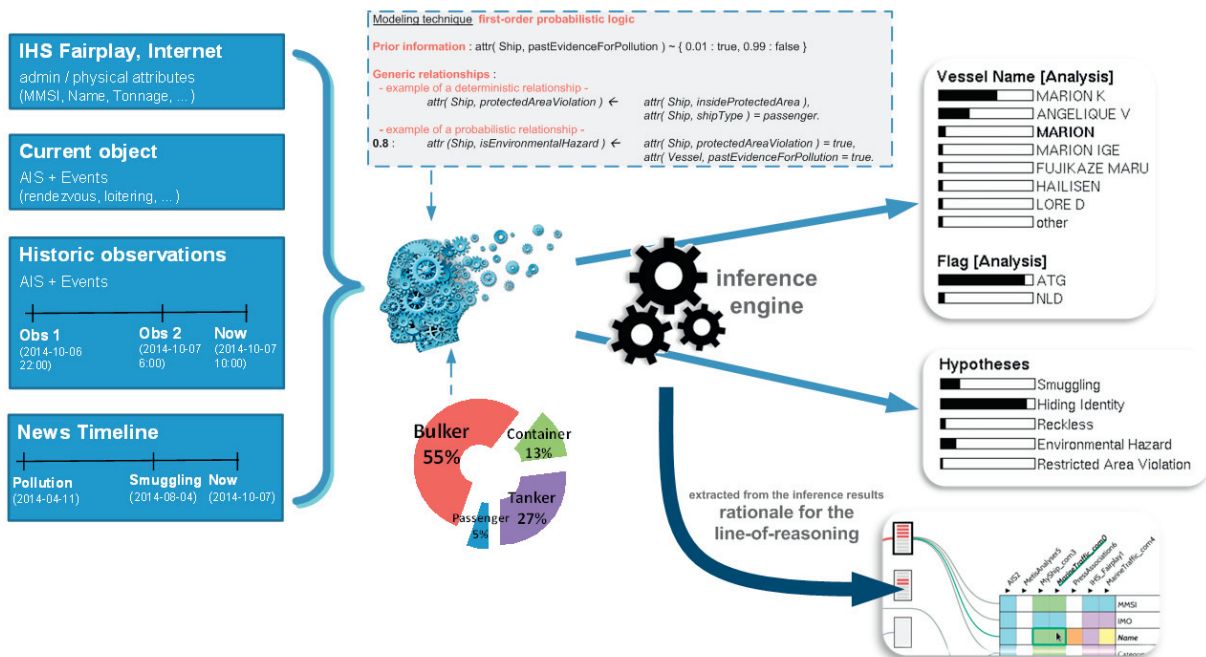 IHS Fairplay, Internet
admin / physical attributes
(MMSI, Name, Tonnage, ...)
Current object
AIS + Events
(rendezvous, loitering, ...)
Historic observations
AIS + Events
Obs 1
(2014-10-06
22:00)
Obs 2
(2014-10-07
6:00)
Now
(2014-10-07
10:00)
News Timeline
Pollution
(2014-04-11)
Smuggling
(2014-08-04)
Now
(2014-10-07)
Modeling technique first-order probabilistic logic
Prior information : attr( Ship, pastEvidenceForPollution ) ~ { 0.01 : true, 0.99 : false }
Generic relationships :
- example of a deterministic relationship -
attr( Ship, protectedAreaViolation ) ← attr( Ship, insideProtectedArea ),
attr( Ship, shipType ) = passenger.
- example of a probabilistic relationship -
0.8 : attr (Ship, isEnvironmentalHazard ) ← attr( Ship, protectedAreaViolation ) = true,
attr( Vessel, pastEvidenceForPollution = true.
Bulker
55%
Container
13%
Tanker
27%
Passenger
5%
inference
engine
extracted from the inference results
rationale for the
line-of-reasoning
Vessel Name [Analysis]
MARION K
ANGELIQUE V
MARION
MARION IGE
FUJIKAZE MARU
HAILISEN
LORE D
other
Flag [Analysis]
ATG
NLD
Hypotheses
Smuggling
Hiding Identity
Reckless
Environmental Hazard
Restricted Area Violation
AIS2
MetisAnalyser5
MyShip_com3
MarineTraffic_com0
PressAssociation6
IHS_Fairplay1
MarineTraffic_com4
MMSI
IMO
Name